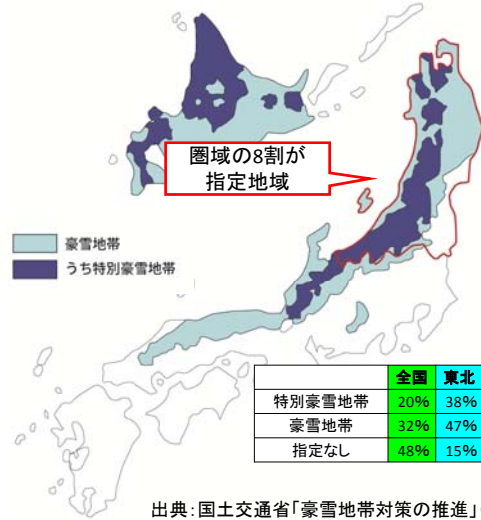 圏域の8割が
指定地域
豪雪地帯
うち特別豪雪地帯
全国 東北
特別豪雪地帯 20% 38%
豪雪地帯 32% 47%
指定なし 48% 15%
出典:国土交通省「豪雪地帯対策の推進」